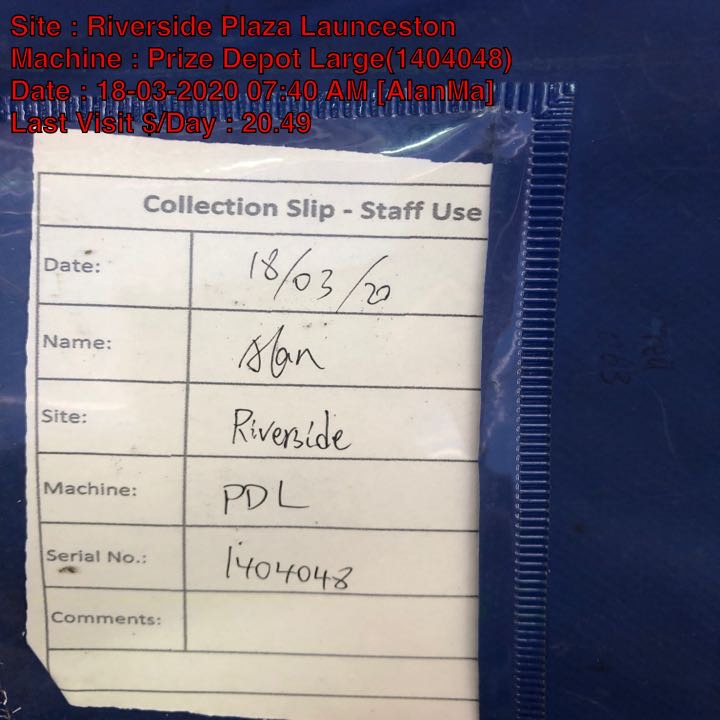 Site : Riverside Plaza Launceston
Machine : Prize Depot Large(1404048)
Date : 18-03-2020 07:40 AM [AlanMa]
Last Visit $/Day : 20.49
Collection Slip - Staff Use
Date: 18/03/20
Name: Alan
Site: Riverside
Machine: PDL
Serial No.: 1404048
Comments: